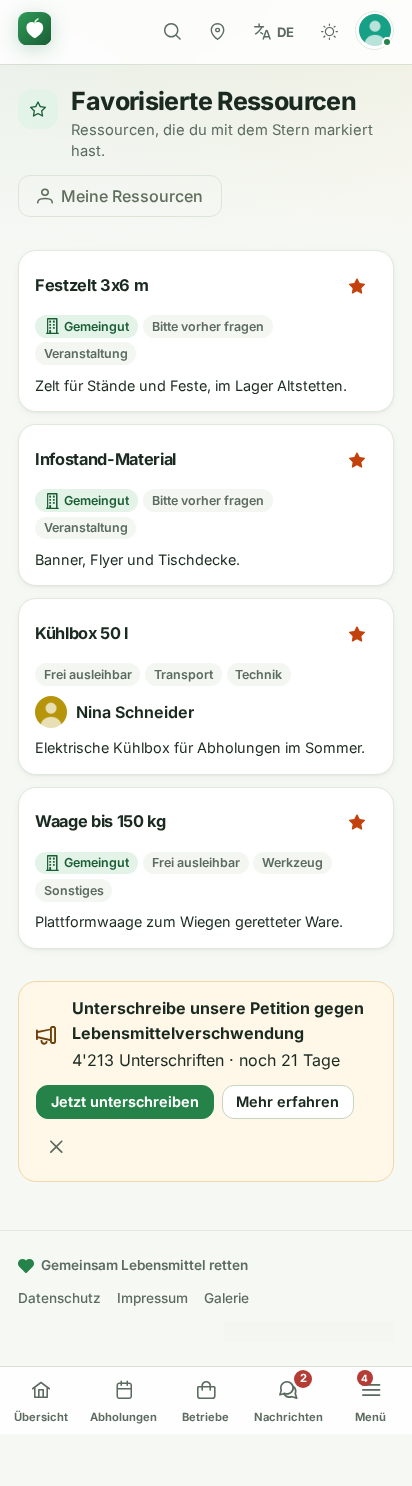 DE
Favorisierte Ressourcen
Ressourcen, die du mit dem Stern markiert
hast.
Meine Ressourcen
Festzelt 3x6 m
Gemeingut Bitte vorher fragen
Veranstaltung
Zelt für Stände und Feste, im Lager Altstetten.
Infostand-Material
Gemeingut Bitte vorher fragen
Veranstaltung
Banner, Flyer und Tischdecke.
Kühlbox 50 l
Frei ausleihbar Transport Technik
Nina Schneider
Elektrische Kühlbox für Abholungen im Sommer.
Waage bis 150 kg
Gemeingut Frei ausleihbar Werkzeug
Sonstiges
Plattformwaage zum Wiegen geretteter Ware.
Unterschreibe unsere Petition gegen
Lebensmittelverschwendung
4'213 Unterschriften · noch 21 Tage
Jetzt unterschreiben Mehr erfahren
Gemeinsam Lebensmittel retten
Datenschutz Impressum Galerie
2 4
Übersicht Abholungen Betriebe Nachrichten Menü